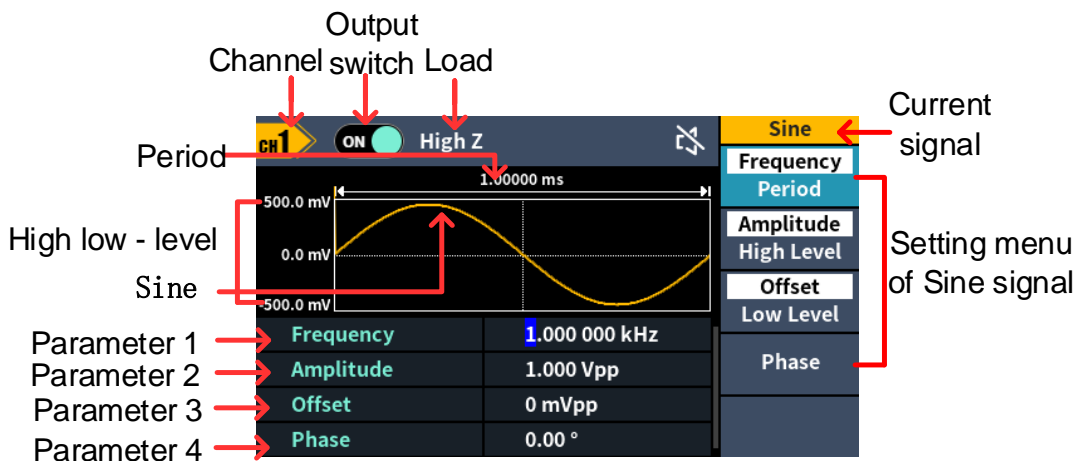 Output
Channel switch Load
Current
signal
CH1 ON High Z
Sine
Period
1.00000 ms
Frequency
Period
500.0 mV
High low - level
0.0 mV
Sine
-500.0 mV
Amplitude
High Level
Offset
Low Level
Phase
Setting menu
of Sine signal
Parameter 1
Frequency 1.000 000 kHz
Parameter 2
Amplitude 1.000 Vpp
Parameter 3
Offset 0 mVpp
Parameter 4
Phase 0.00 °